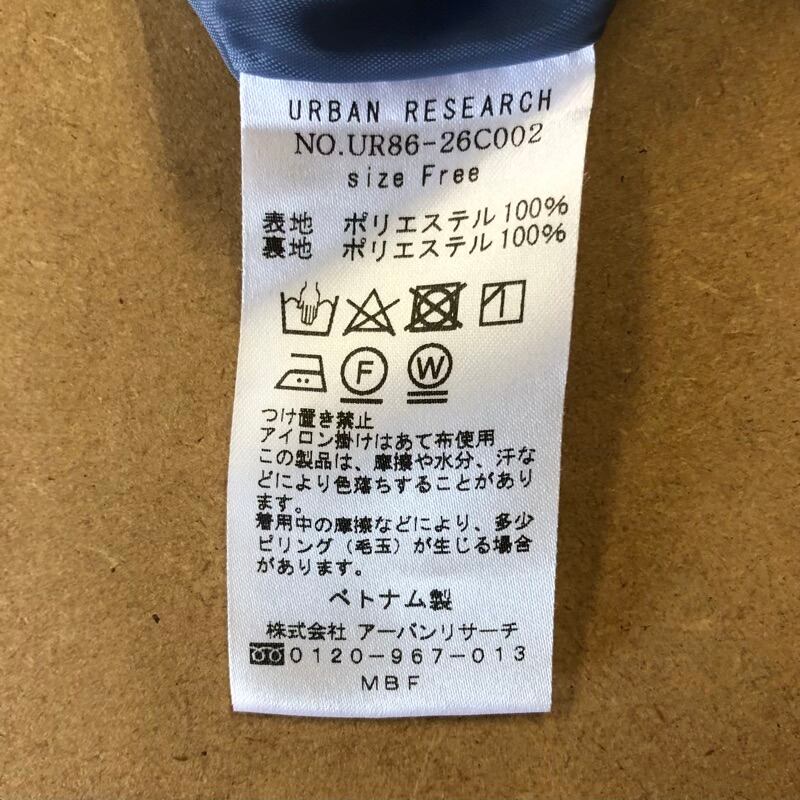 URBAN RESEARCH
NO.UR86-26C002
size Free
表地 ポリエステル100%
裏地 ポリエステル100%
F W
つけ置き禁止
アイロン掛けはあて布使用
この製品は、摩擦や水分、汗な
どにより色落ちすることがあり
ます。
着用中の摩擦などにより、多少
ピリング(毛玉)が生じる場合
があります。
ベトナム製
株式会社 アーバンリサーチ
0120-967-013
MBF